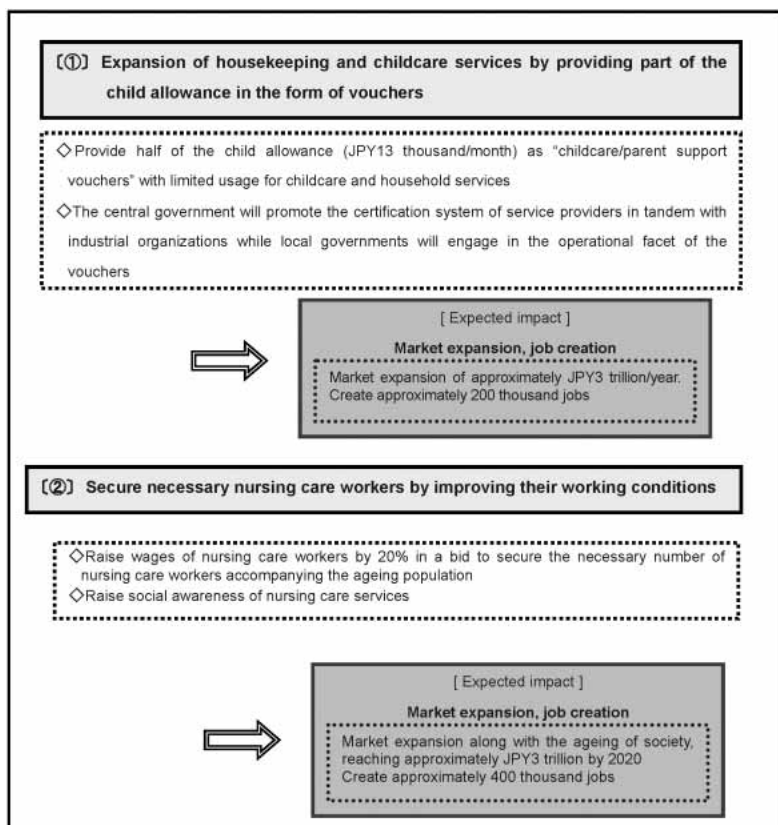 〔①〕 Expansion of housekeeping and childcare services by providing part of the
child allowance in the form of vouchers
◇Provide half of the child allowance (JPY13 thousand/month) as “childcare/parent support
vouchers” with limited usage for childcare and household services
◇The central government will promote the certification system of service providers in tandem with
industrial organizations while local governments will engage in the operational facet of the
vouchers
[ Expected impact ]
Market expansion, job creation
Market expansion of approximately JPY3 trillion/year.
Create approximately 200 thousand jobs
〔②〕 Secure necessary nursing care workers by improving their working conditions
◇Raise wages of nursing care workers by 20% in a bid to secure the necessary number of
nursing care workers accompanying the ageing population
◇Raise social awareness of nursing care services
[ Expected impact ]
Market expansion, job creation
Market expansion along with the ageing of society,
reaching approximately JPY3 trillion by 2020
Create approximately 400 thousand jobs